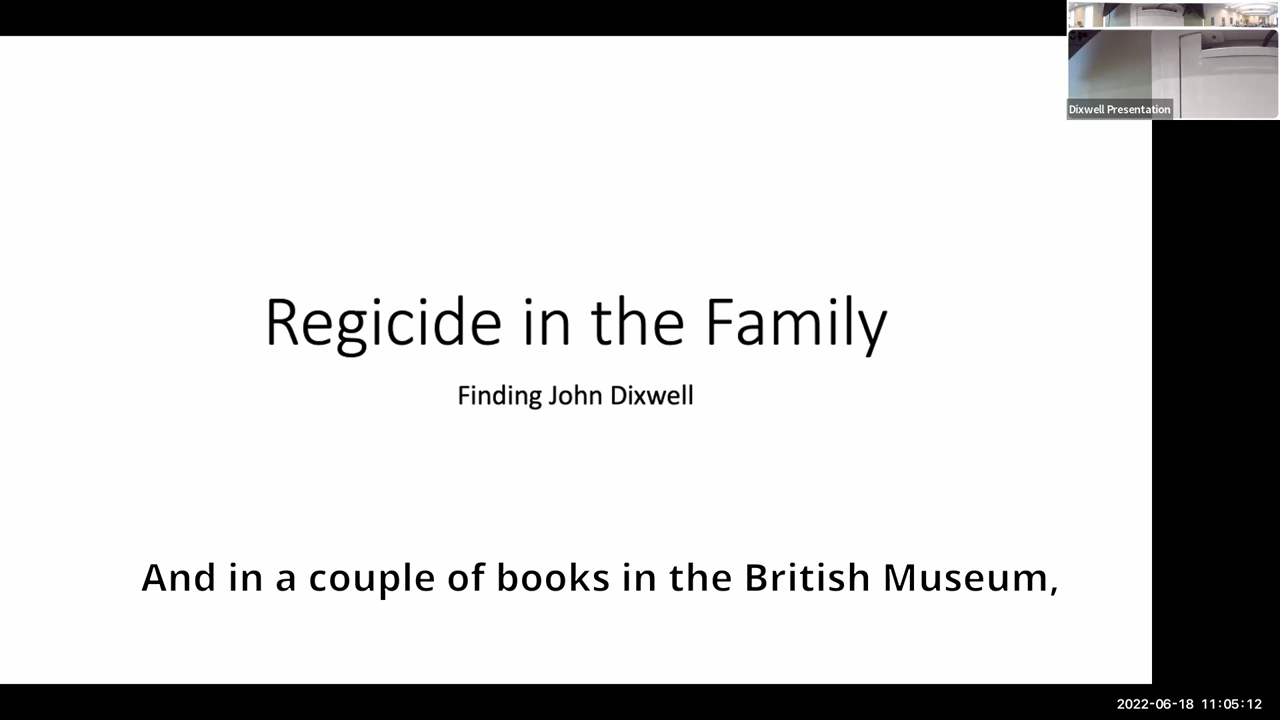 Dixwell Presentation
Regicide in the Family
Finding John Dixwell
And in a couple of books in the British Museum,
2022-06-18 11:05:12